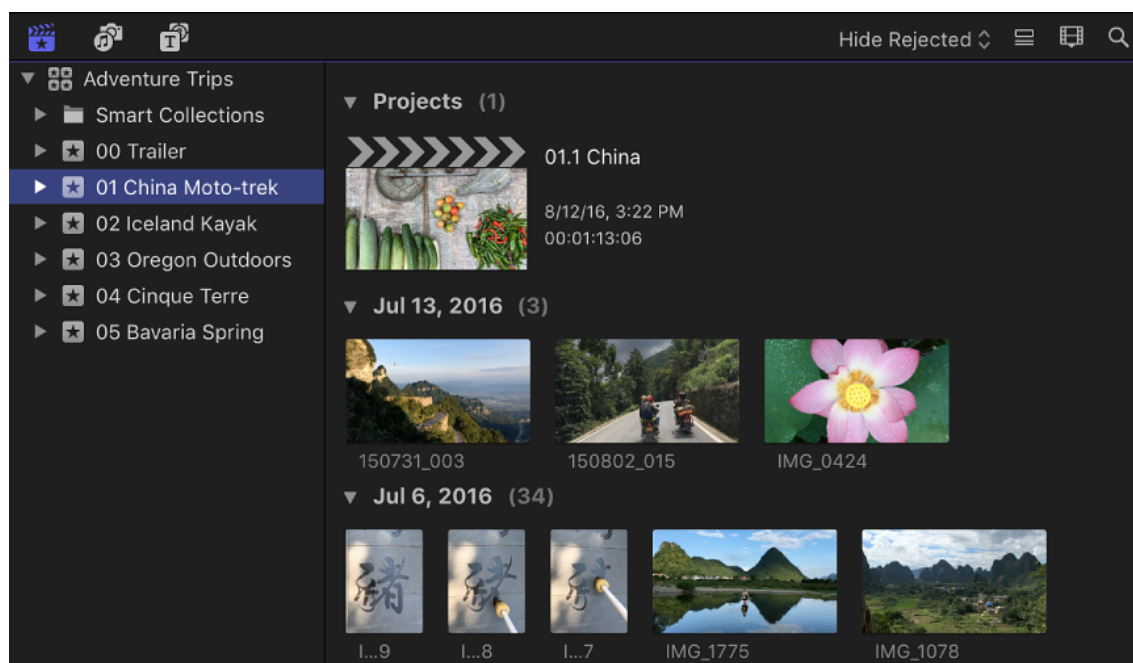 Hide Rejected
Adventure Trips
Smart Collections
00 Trailer
01 China Moto-trek
02 Iceland Kayak
03 Oregon Outdoors
04 Cinque Terre
05 Bavaria Spring
Projects (1)
01.1 China
8/12/16, 3:22 PM
00:01:13:06
Jul 13, 2016 (3)
150731_003
150802_015
IMG_0424
Jul 6, 2016 (34)
I...9
I...8
I...7
IMG_1775
IMG_1078